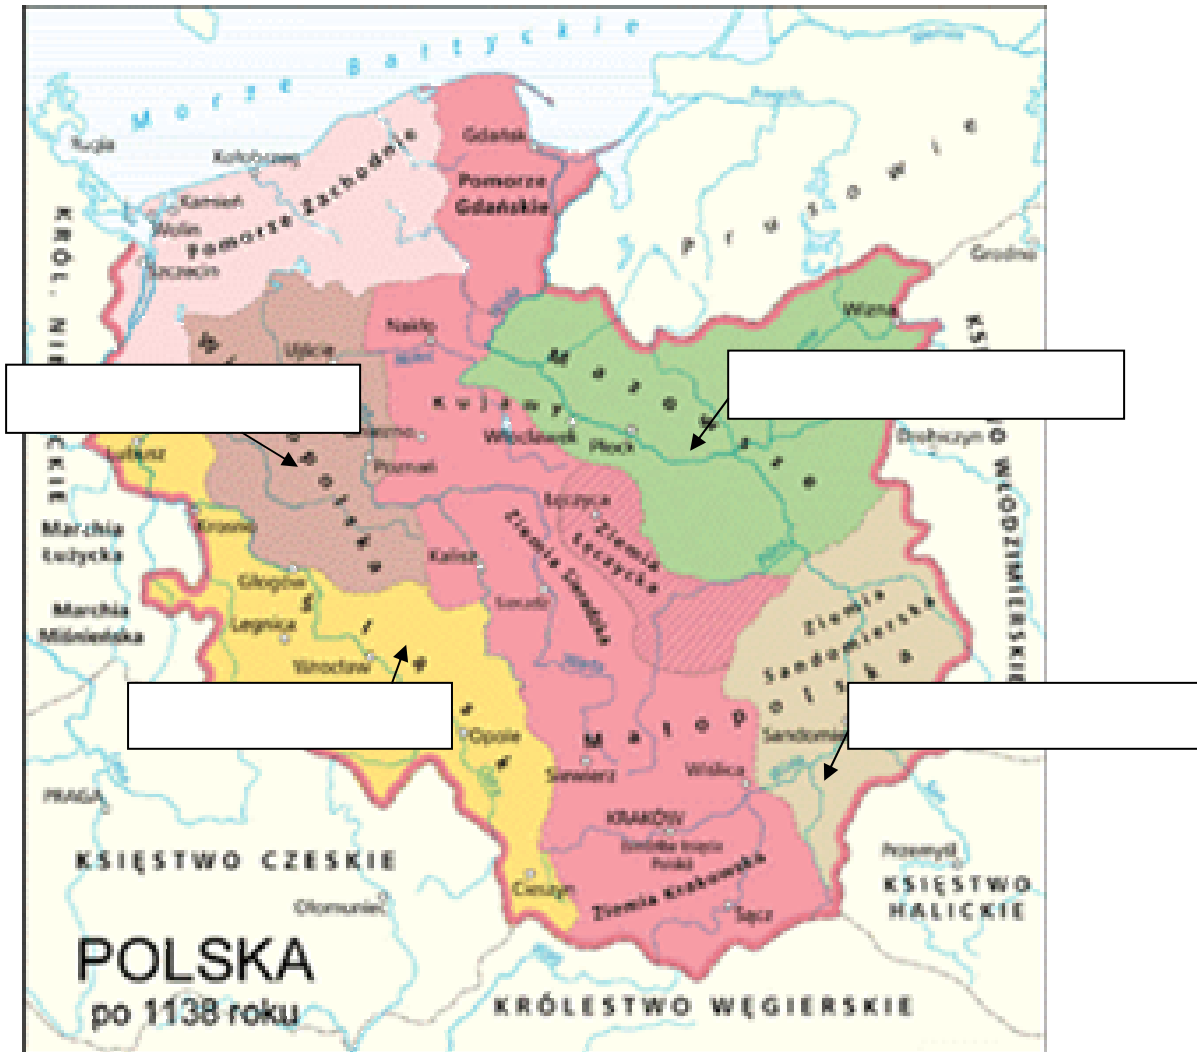 Morze Bałtyckie
Rugia
Kołobrzeg
Kamień
Wolin
Szczecin
Pomorze Zachodnie
Gdańsk
Pomorze
Gdańskie
Prusowie
Grodno
Wizna
Nakło
Ujście
Mazowsze
Kujawy
Włocławek
Płock
Drohiczyn
Gniezno
Poznań
Lubusz
Krosno
Marchia
Łużycka
Marchia
Miśnieńska
Łęczyca
Ziemia
Łęczycka
Ziemia Sieradzka
Kalisz
Sieradz
Głogów
Legnica
Wrocław
Śląsk
Opole
Ziemia
Sandomierska
Małopolska
Siewierz
Wiślica
KRAKÓW
Ziemia Krakowska
Cieszyn
Sącz
PRAGA
KSIĘSTWO CZESKIE
Ołomuniec
Przemyśl
KSIĘSTWO
HALICKIE
KRÓLESTWO WĘGIERSKIE
POLSKA
po 1138 roku